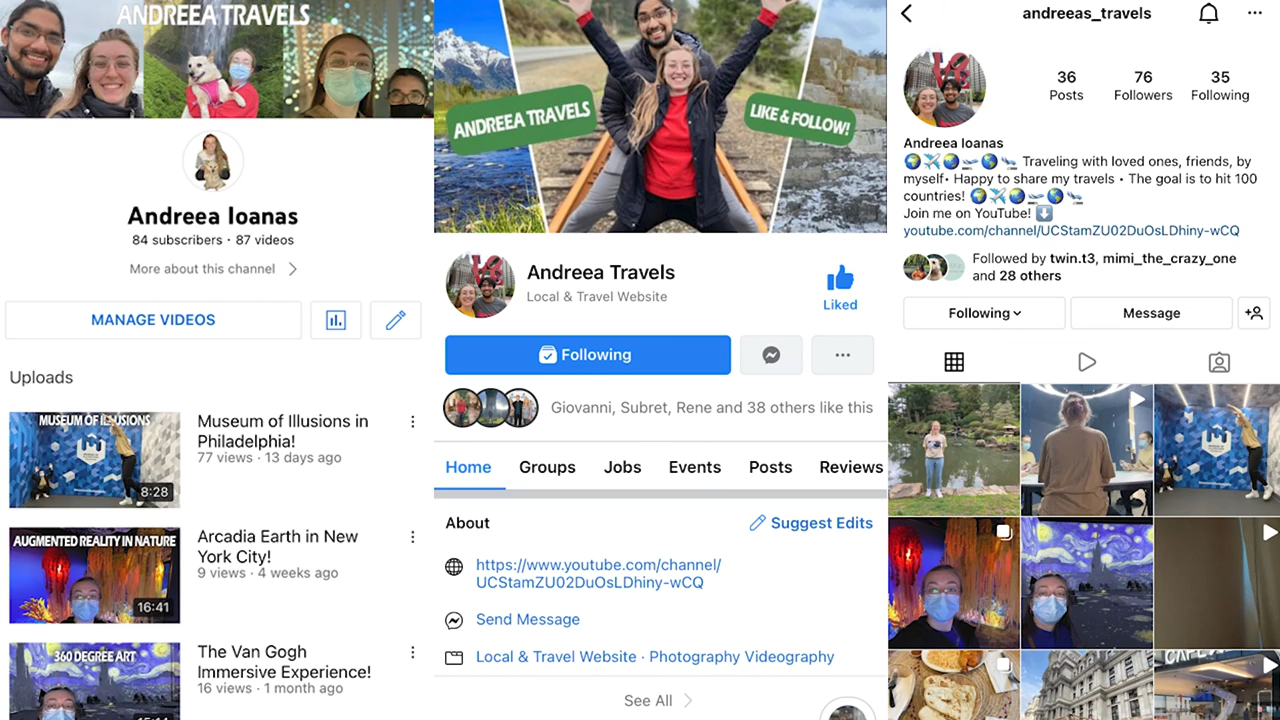 ANDREEA TRAVELS
Andreea Ioanas
84 subscribers · 87 videos
More about this channel
MANAGE VIDEOS
Uploads
MUSEUM OF ILLUSIONS
8:28
Museum of Illusions in
Philadelphia!
77 views · 13 days ago
AUGMENTED REALITY IN NATURE
16:41
Arcadia Earth in New
York City!
9 views · 4 weeks ago
360 DEGREE ART
The Van Gogh
Immersive Experience!
16 views · 1 month ago
ANDREEA TRAVELS
LIKE & FOLLOW!
Andreea Travels
Local & Travel Website
Liked
Following
Giovanni, Subret, Rene and 38 others like this
Home Groups Jobs Events Posts Reviews
About
Suggest Edits
https://www.youtube.com/channel/
UCStamZU02DuOsLDhiny-wCQ
Send Message
Local & Travel Website · Photography Videography
See All
andreeas_travels
36 76 35
Posts Followers Following
Andreea Ioanas
🌍✈️🌍🛫🌍🛬 Traveling with loved ones, friends, by
myself• Happy to share my travels • The goal is to hit 100
countries! 🌍✈️🌍🛫🌍🛬
Join me on YouTube! ⬇️
youtube.com/channel/UCStamZU02DuOsLDhiny-wCQ
Followed by twin.t3, mimi_the_crazy_one
and 28 others
Following
Message